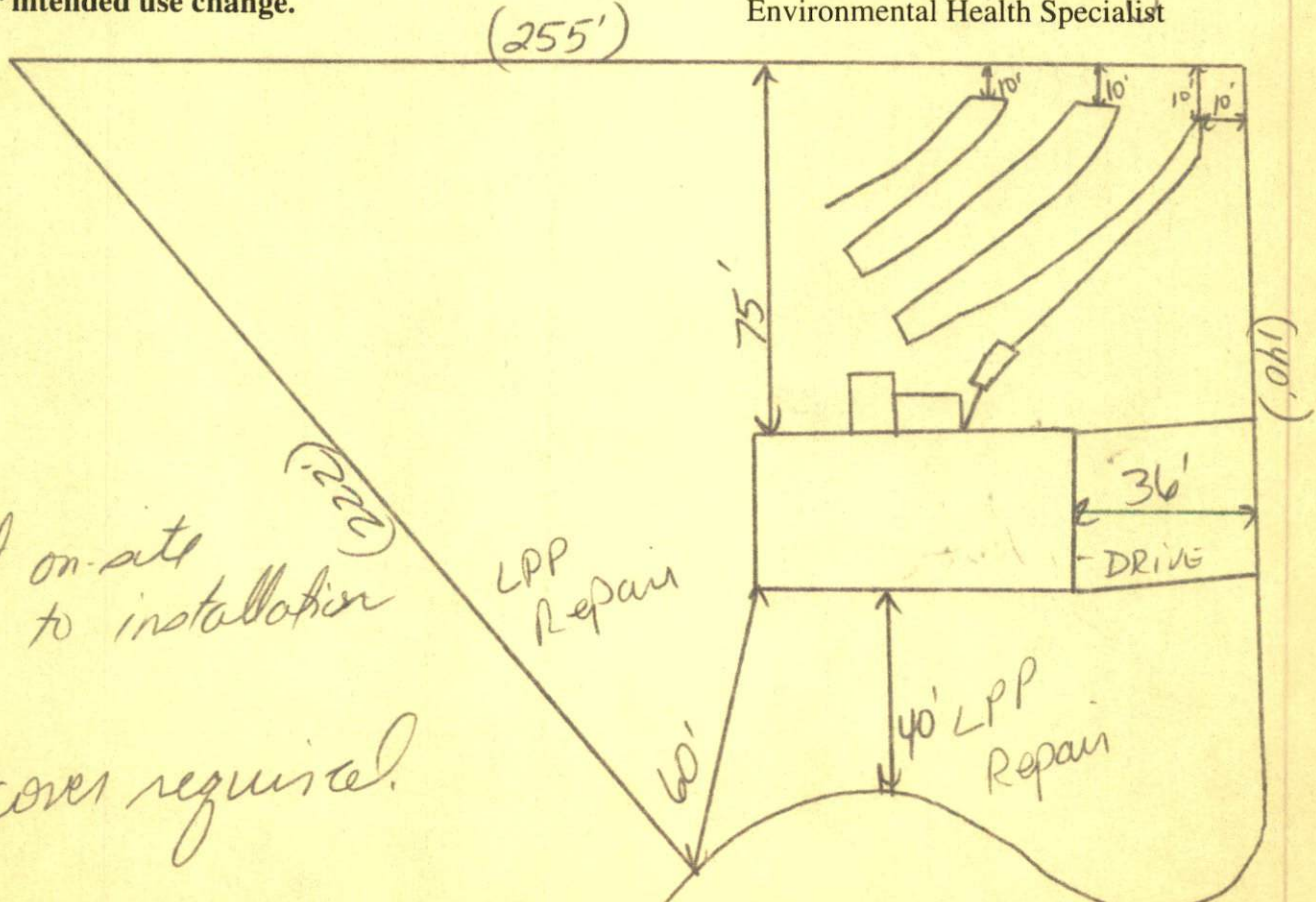 intended use change.
Environmental Health Specialist
(255')
10'
10'
10'
10'
75'
(140')
(222')
36'
DRIVE
on-site
to installation
LPP
Repair
60'
40' LPP
Repair
cover required.